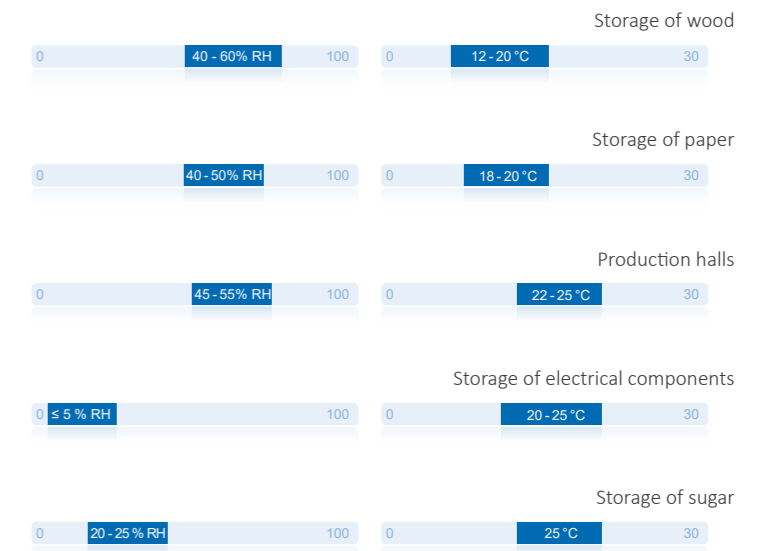 Storage of wood
0 40 - 60% RH 100 0 12 - 20 °C 30
Storage of paper
0 40 - 50% RH 100 0 18 - 20 °C 30
Production halls
0 45 - 55% RH 100 0 22 - 25 °C 30
Storage of electrical components
0 ≤ 5 % RH 100 0 20 - 25 °C 30
Storage of sugar
0 20 - 25 % RH 100 0 25 °C 30